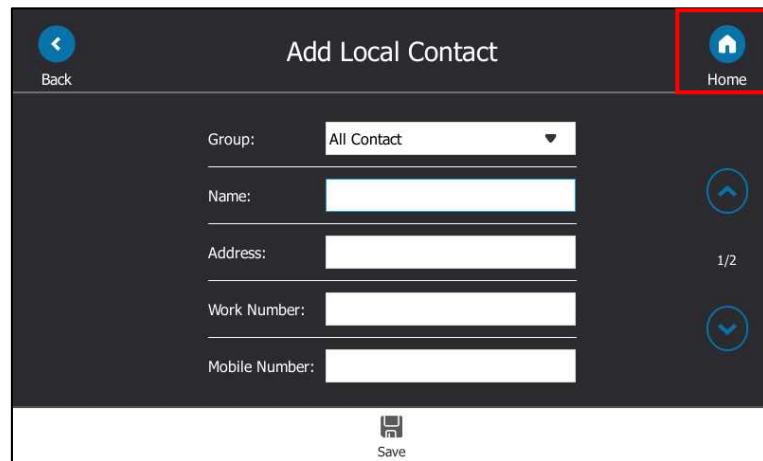 Add Local Contact
Back
Home
Group: All Contact
Name:
Address:
1/2
Work Number:
Mobile Number:
Save